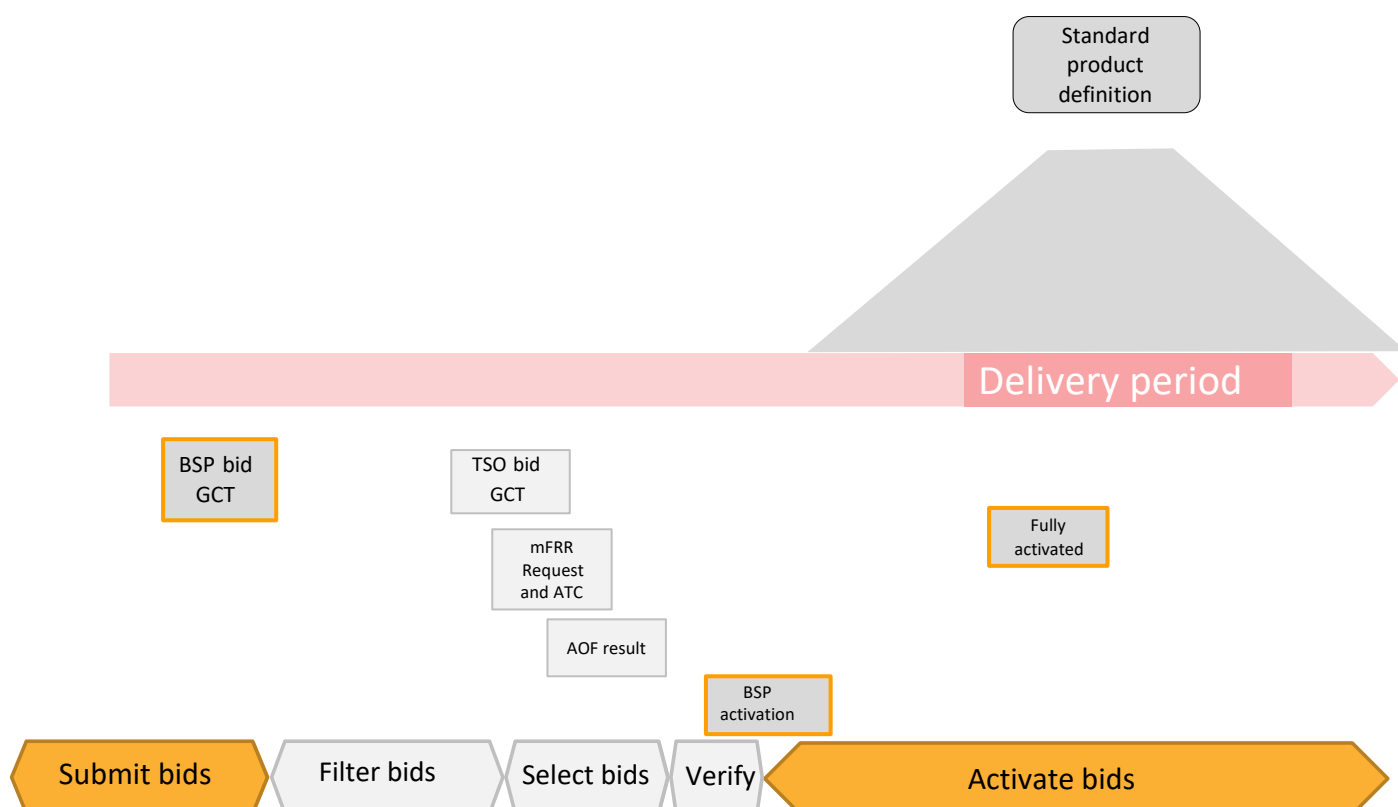 Standard
product
definition
Delivery period
BSP bid
GCT
TSO bid
GCT
mFRR
Request
and ATC
Fully
activated
AOF result
BSP
activation
Submit bids
Filter bids
Select bids
Verify
Activate bids